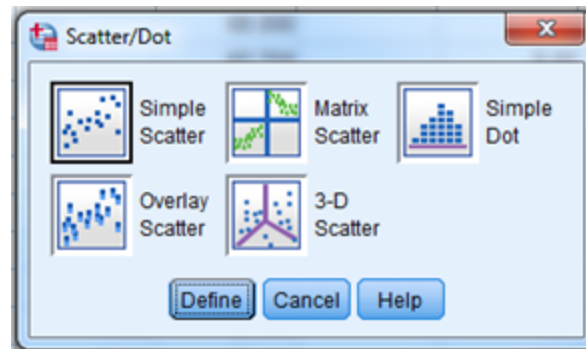 Scatter/Dot
Simple
Scatter
Matrix
Scatter
Simple
Dot
Overlay
Scatter
3-D
Scatter
Define
Cancel
Help